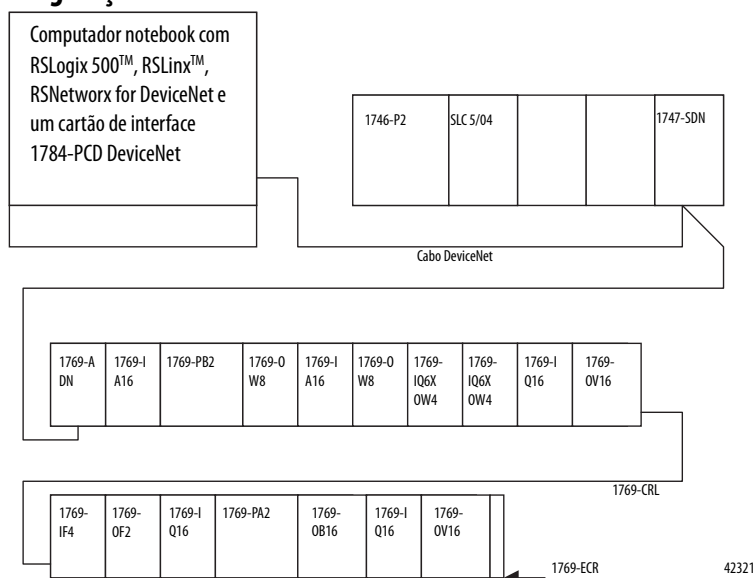 Computador notebook com
RSLogix 500TM, RSLinxTM,
RSNetworx for DeviceNet e
um cartão de interface
1784-PCD DeviceNet
1746-P2
SLC 5/04
1747-SDN
Cabo DeviceNet
1769-A
DN
1769-I
A16
1769-PB2
1769-O
W8
1769-I
A16
1769-O
W8
1769-
IQ6X
OW4
1769-
IQ6X
OW4
1769-I
Q16
1769-
OV16
1769-CRL
1769-
IF4
1769-
OF2
1769-I
Q16
1769-PA2
1769-
OB16
1769-I
Q16
1769-
OV16
1769-ECR
42321